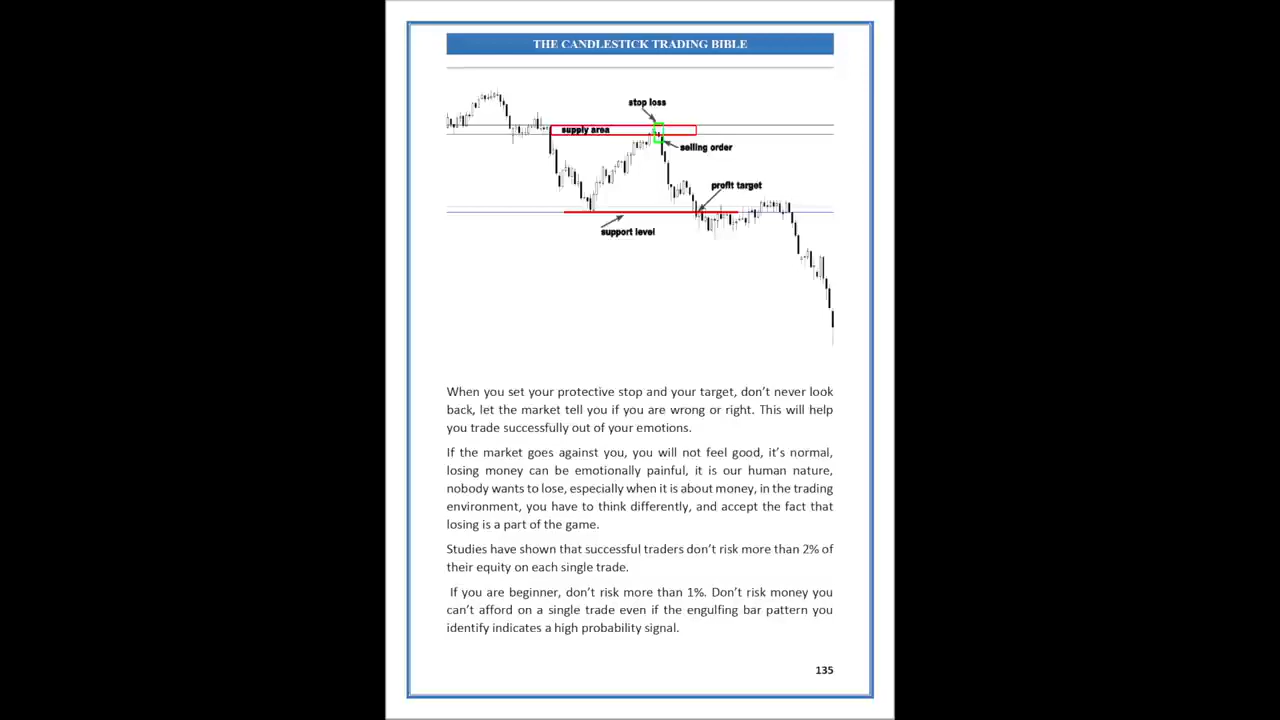 THE CANDLESTICK TRADING BIBLE
stop loss
supply area
selling order
profit target
support level
When you set your protective stop and your target, don't never look
back, let the market tell you if you are wrong or right. This will help
you trade successfully out of your emotions.
If the market goes against you, you will not feel good, it's normal,
losing money can be emotionally painful, it is our human nature,
nobody wants to lose, especially when it is about money, in the trading
environment, you have to think differently, and accept the fact that
losing is a part of the game.
Studies have shown that successful traders don't risk more than 2% of
their equity on each single trade.
If you are beginner, don't risk more than 1%. Don't risk money you
can't afford on a single trade even if the engulfing bar pattern you
identify indicates a high probability signal.
135